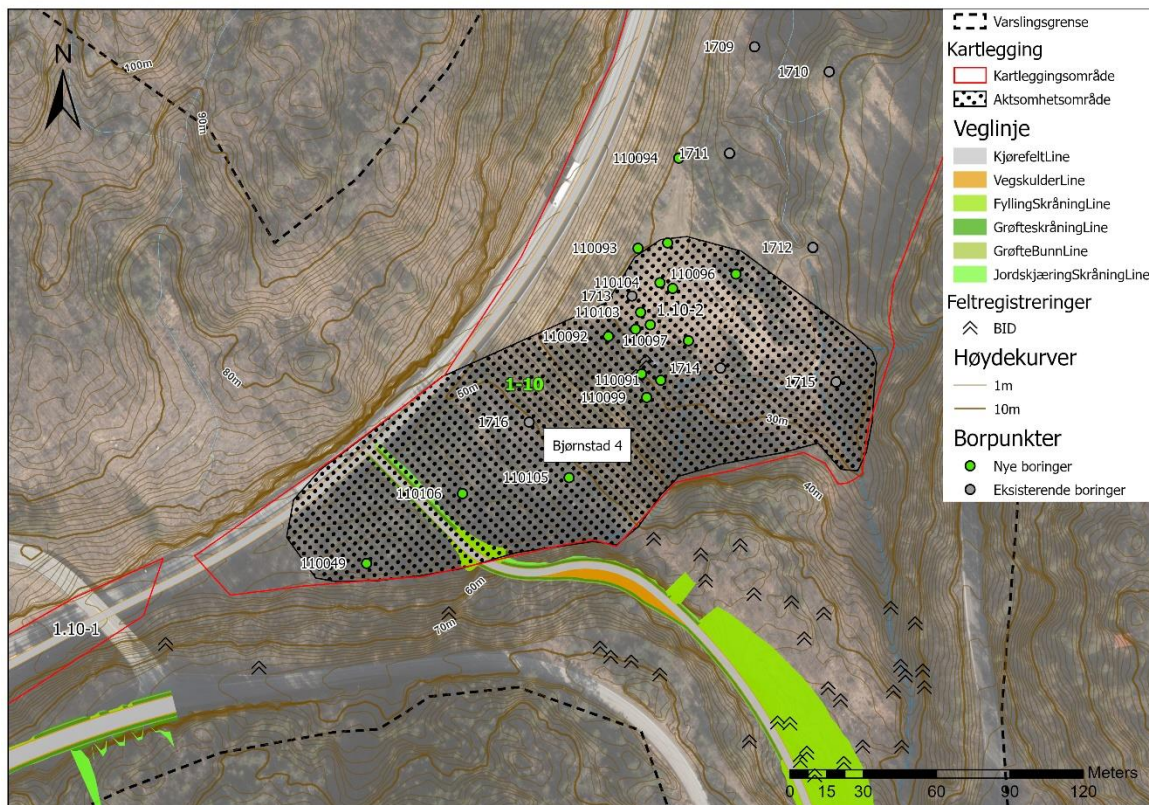 Varslingsgrense
Kartlegging
Kartleggingsområde
Aktsomhetsområde
Veglinje
KjørefeltLine
VegskulderLine
FyllingSkråningLine
GrøfteskråningLine
GrøfteBunnLine
JordskjæringSkråningLine
Feltregistreringer
BID
Høydekurver
1m
10m
Borpunkter
Nye boringer
Eksisterende boringer
N
100m
90m
80m
1709
1710
110094
1711
110093
1712
110104
110096
1713
110103
1.10-2
110092
110097
1-10
50m
110091
1714
1715
110099
30m
1716
Bjørnstad 4
110105
110106
40m
110049
60m
70m
1.10-1
Meters
0 15 30 60 90 120